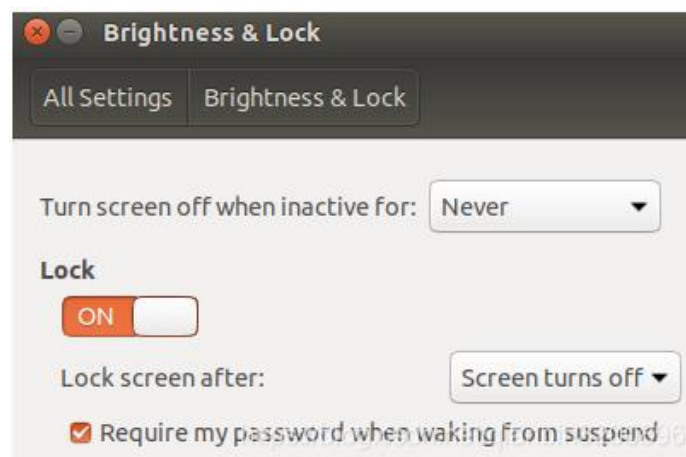 Brightness & Lock
All Settings Brightness & Lock
Turn screen off when inactive for: Never
Lock
ON
Lock screen after: Screen turns off
Require my password when waking from suspend